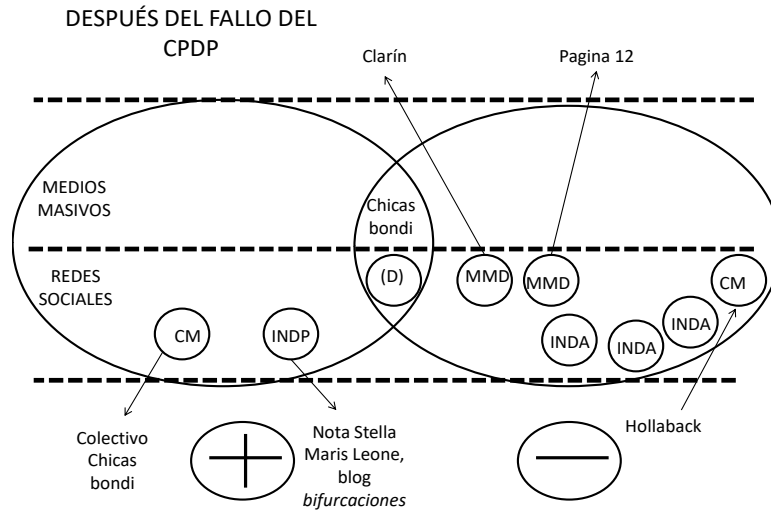 DESPUÉS DEL FALLO DEL
CPDP
Clarín
Pagina 12
MEDIOS
MASIVOS
Chicas
bondi
REDES
SOCIALES
(D)
MMD
MMD
CM
CM
INDP
INDA
INDA
INDA
Colectivo
Chicas
bondi
Nota Stella
Maris Leone,
blog
bifurcaciones
Hollaback